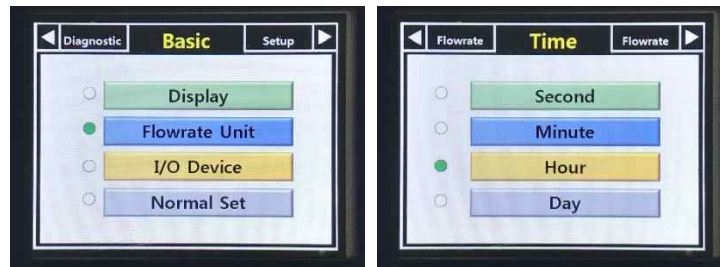 Diagnostic Basic Setup
Display
Flowrate Unit
I/O Device
Normal Set
Flowrate Time Flowrate
Second
Minute
Hour
Day